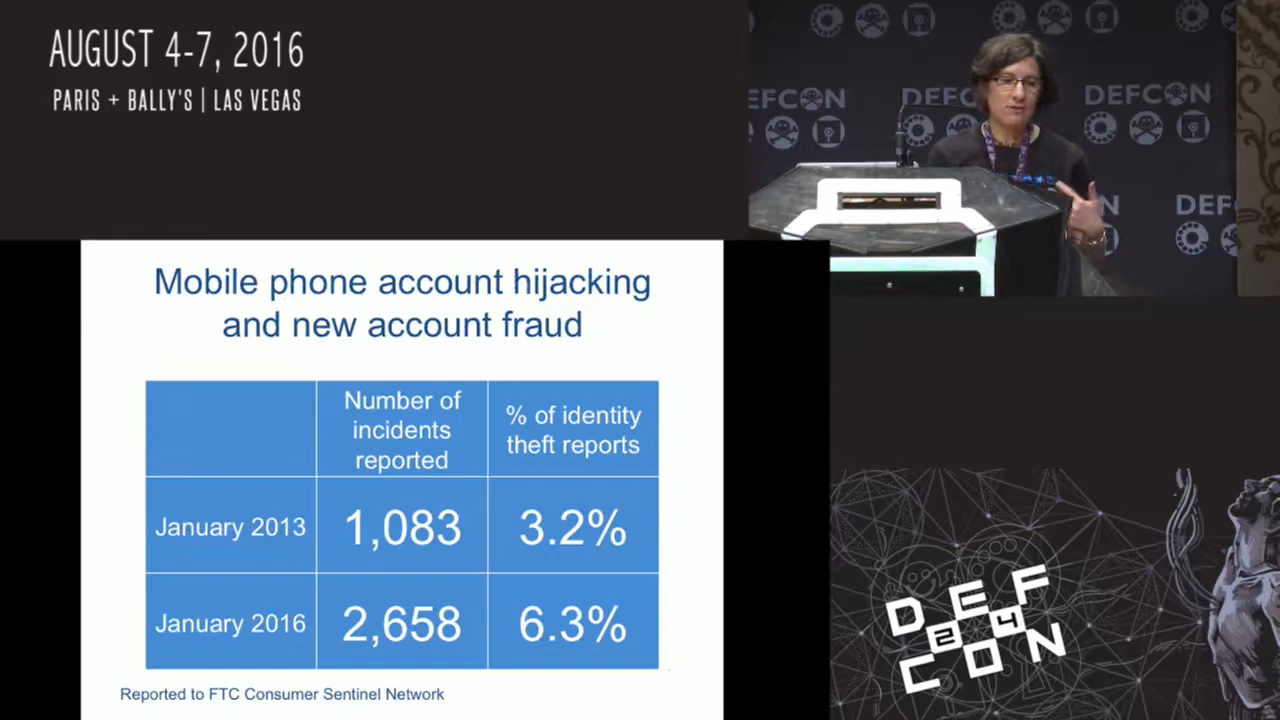 AUGUST 4-7, 2016
PARIS + BALLY'S | LAS VEGAS
EFCON
DEFC
DEFCON
N
DEF
Mobile phone account hijacking
and new account fraud
Number of
incidents
reported
% of identity
theft reports
January 2013
1,083
3.2%
January 2016
2,658
6.3%
Reported to FTC Consumer Sentinel Network
DEF
24
CON